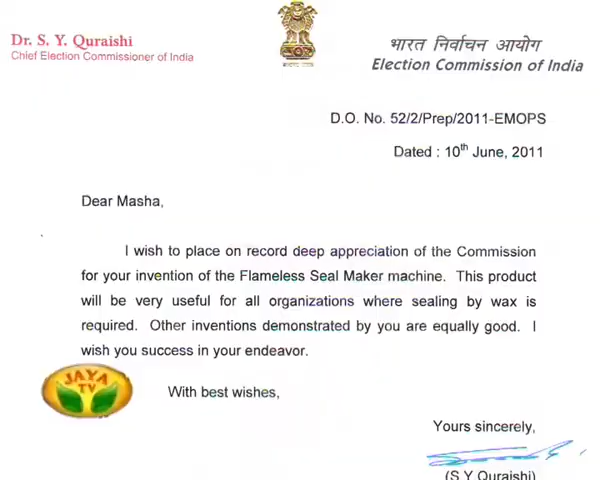 Dr. S. Y. Quraishi
Chief Election Commissioner of India
भारत निर्वाचन आयोग
Election Commission of India
D.O. No. 52/2/Prep/2011-EMOPS
Dated : 10th June, 2011
Dear Masha,
I wish to place on record deep appreciation of the Commission
for your invention of the Flameless Seal Maker machine. This product
will be very useful for all organizations where sealing by wax is
required. Other inventions demonstrated by you are equally good. I
wish you success in your endeavor.
JAYA
TV
With best wishes,
Yours sincerely,
(S Y Quraishi)